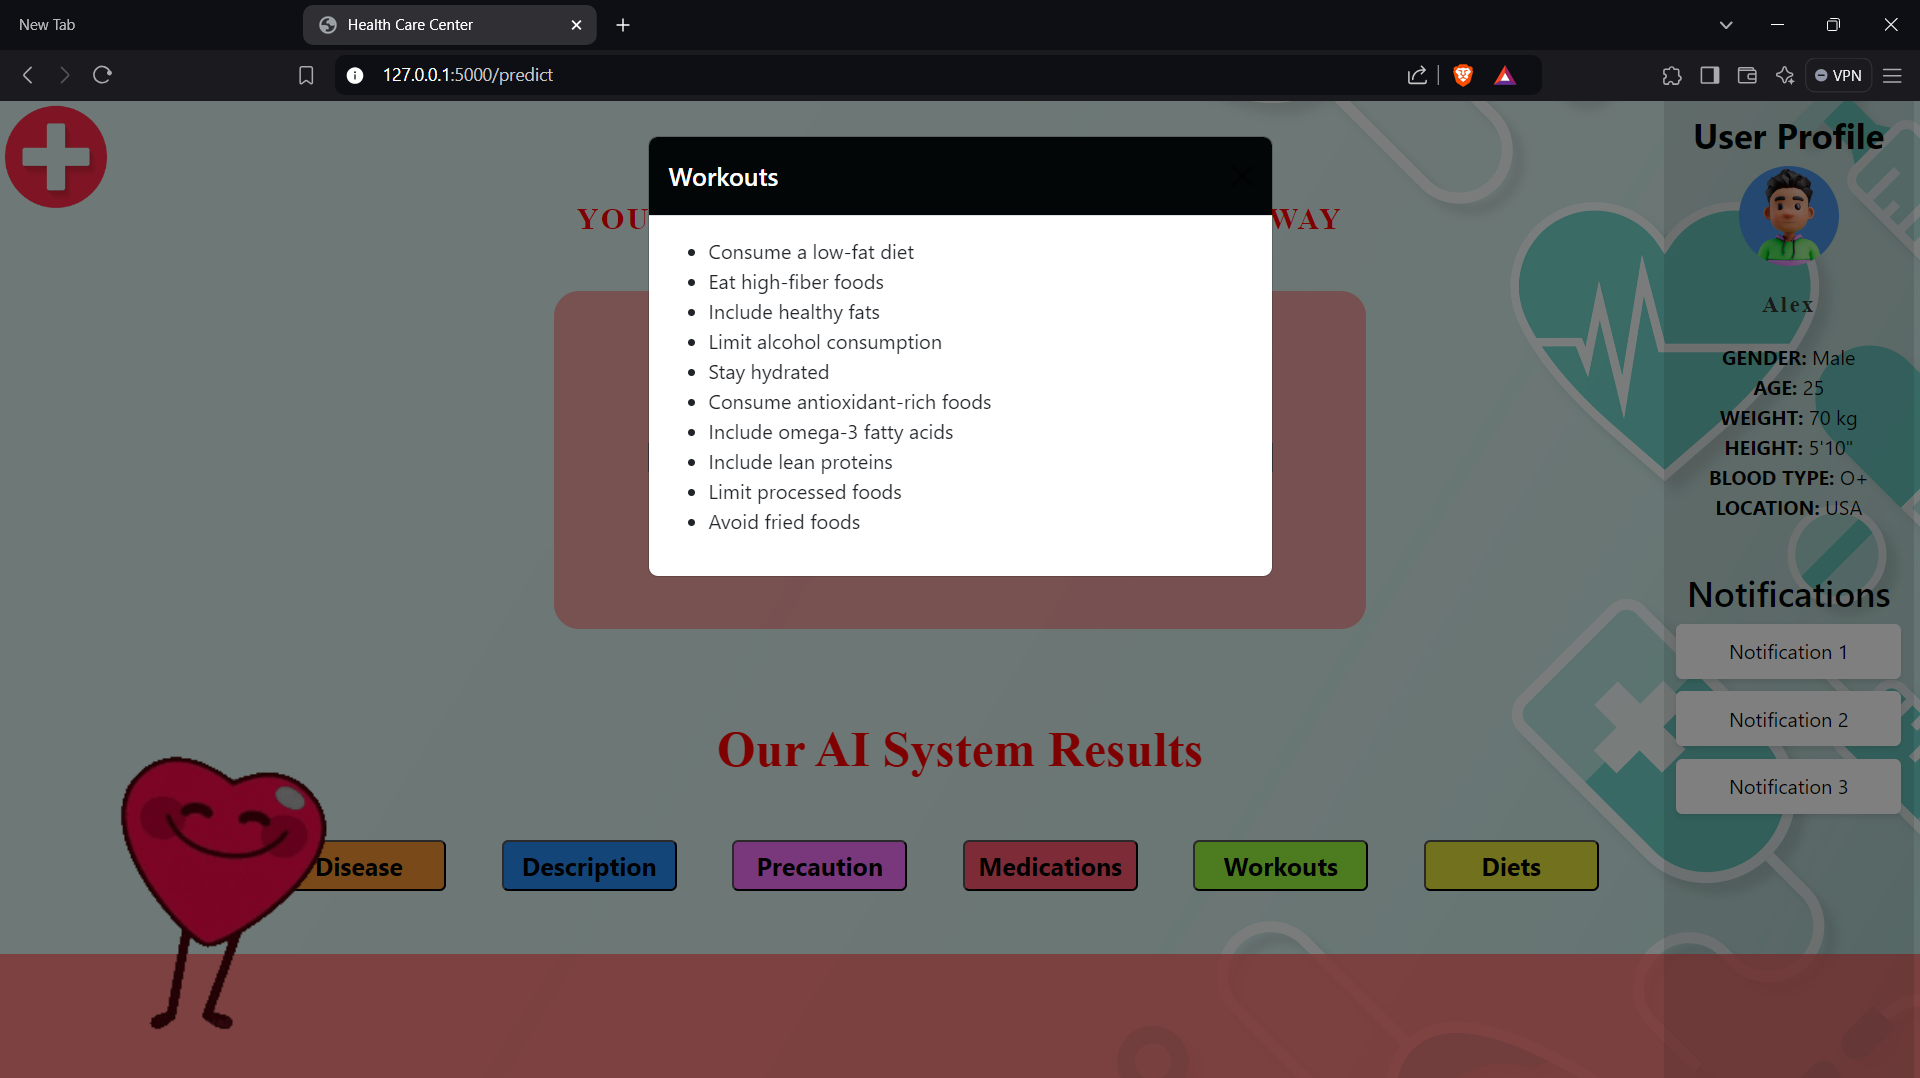 New Tab
Health Care Center
127.0.0.1:5000/predict
VPN
Workouts
YOU
WAY
• Consume a low-fat diet
• Eat high-fiber foods
• Include healthy fats
• Limit alcohol consumption
• Stay hydrated
• Consume antioxidant-rich foods
• Include omega-3 fatty acids
• Include lean proteins
• Limit processed foods
• Avoid fried foods
User Profile
Alex
GENDER: Male
AGE: 25
WEIGHT: 70 kg
HEIGHT: 5'10"
BLOOD TYPE: O+
LOCATION: USA
Notifications
Notification 1
Notification 2
Notification 3
Our AI System Results
Disease
Description
Precaution
Medications
Workouts
Diets